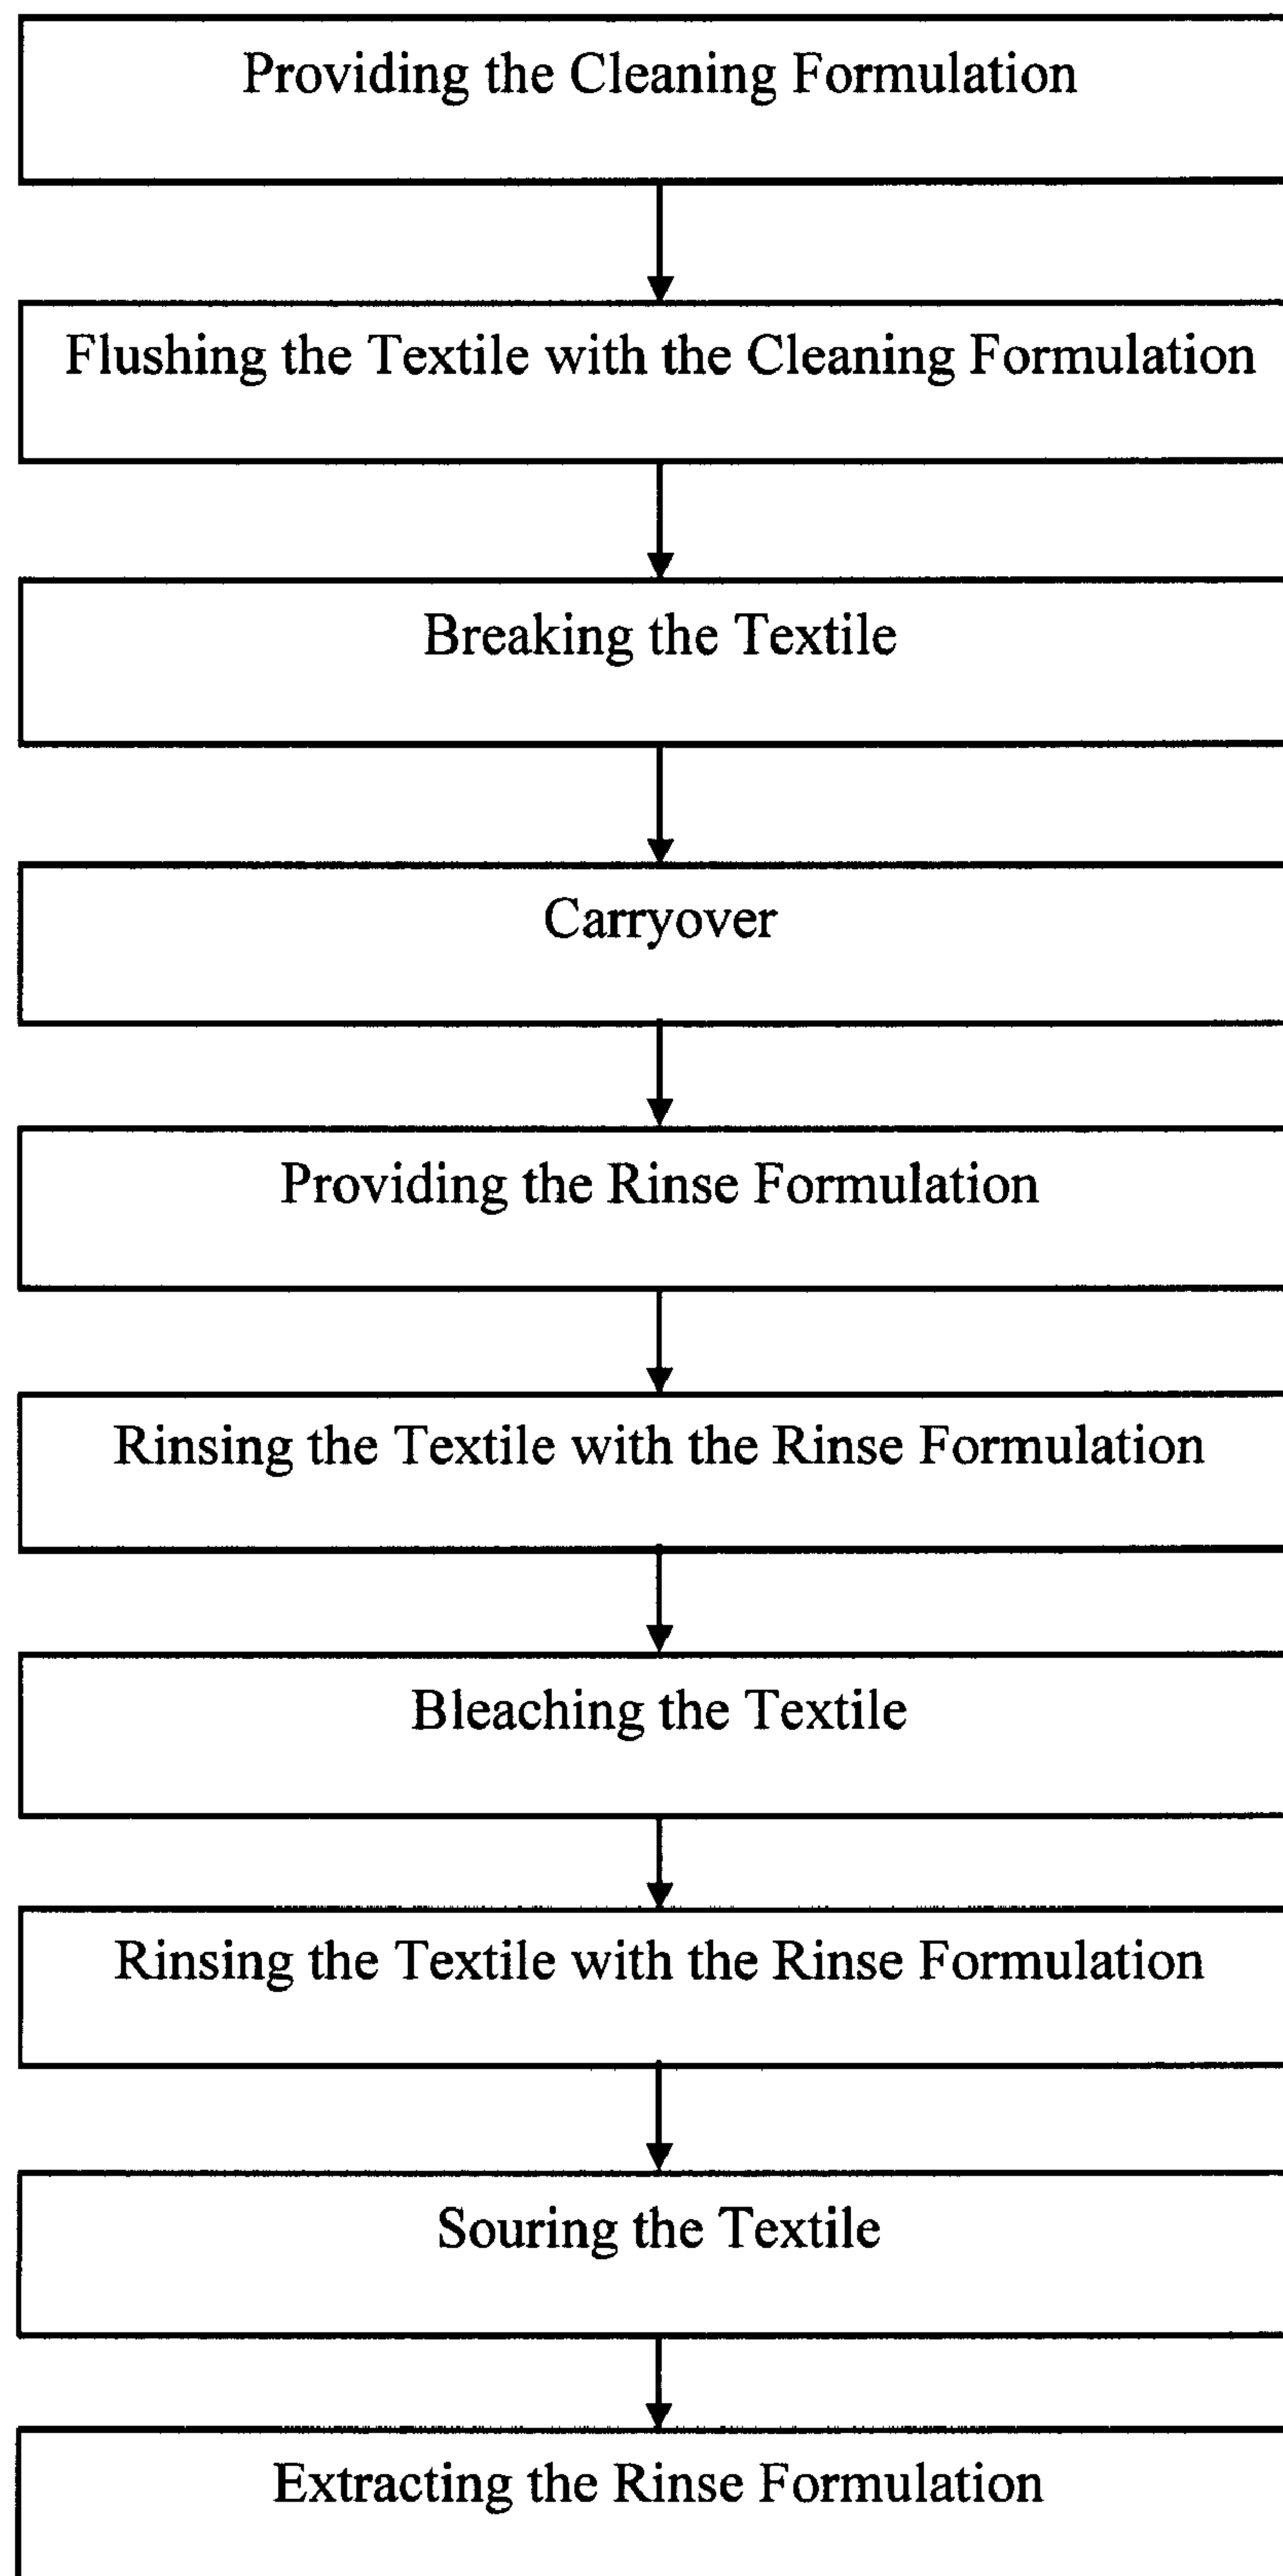 Providing the Cleaning Formulation
Flushing the Textile with the Cleaning Formulation
Breaking the Textile
Carryover
Providing the Rinse Formulation
Rinsing the Textile with the Rinse Formulation
Bleaching the Textile
Rinsing the Textile with the Rinse Formulation
Souring the Textile
Extracting the Rinse Formulation